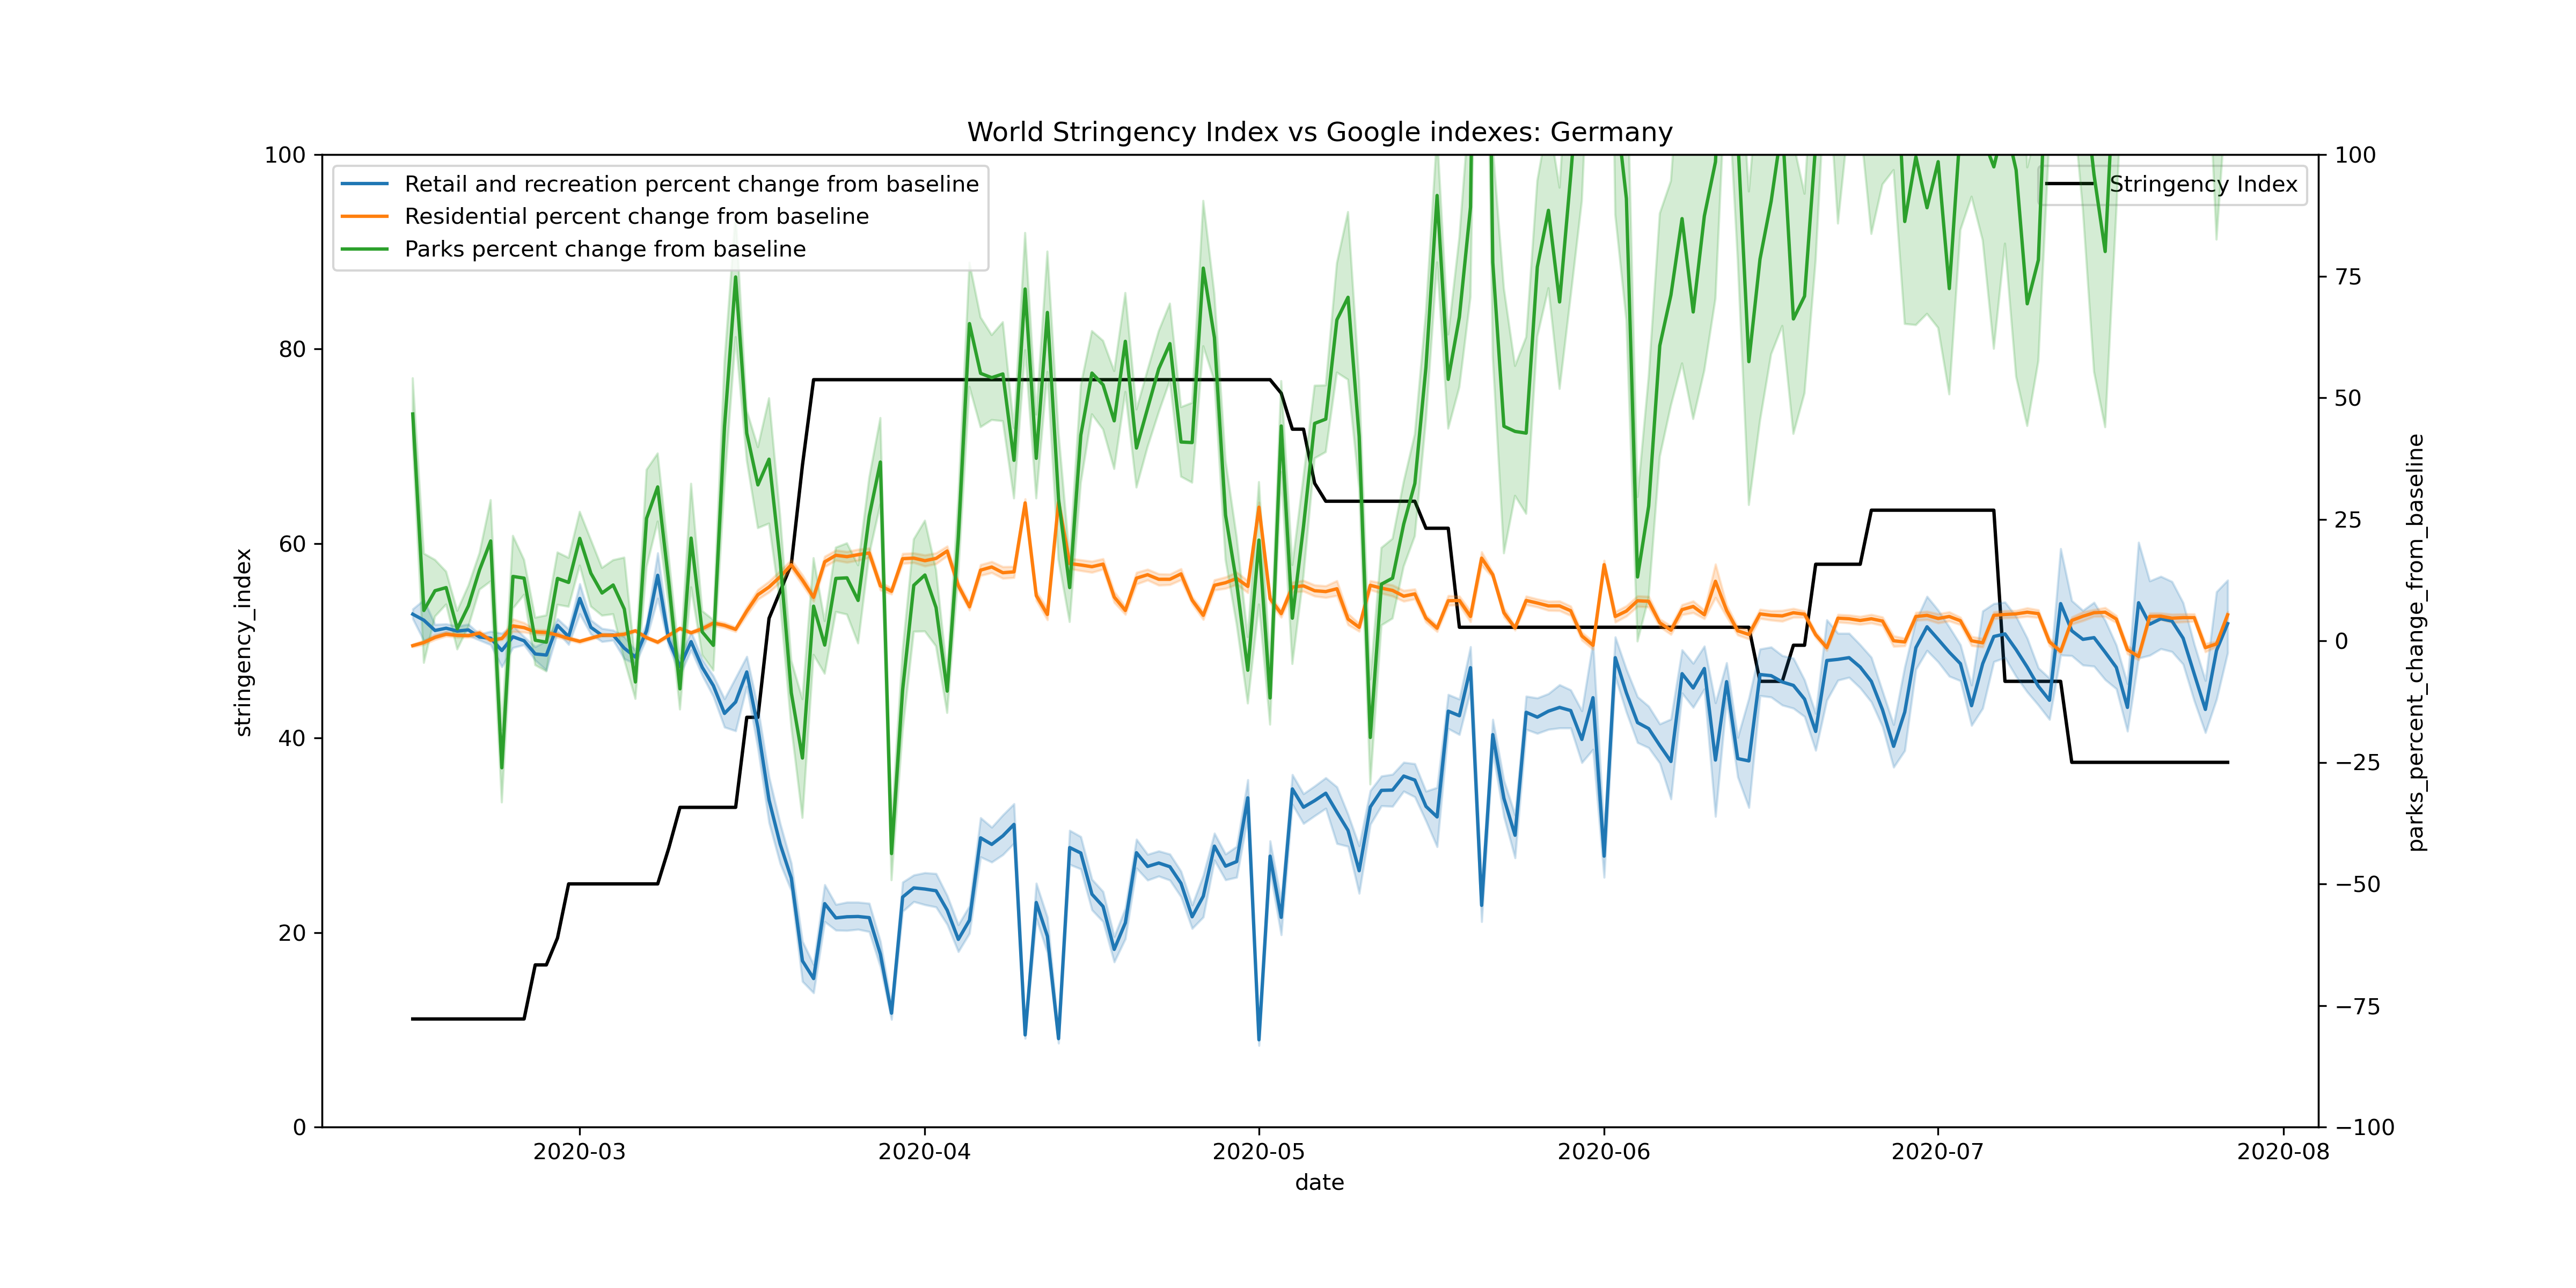 World Stringency Index vs Google indexes: Germany
Retail and recreation percent change from baseline
Residential percent change from baseline
Parks percent change from baseline
Stringency Index
stringency_index
100
80
60
40
20
0
parks_percent_change_from_baseline
100
75
50
25
0
−25
−50
−75
−100
2020-03 2020-04 2020-05 2020-06 2020-07 2020-08
date